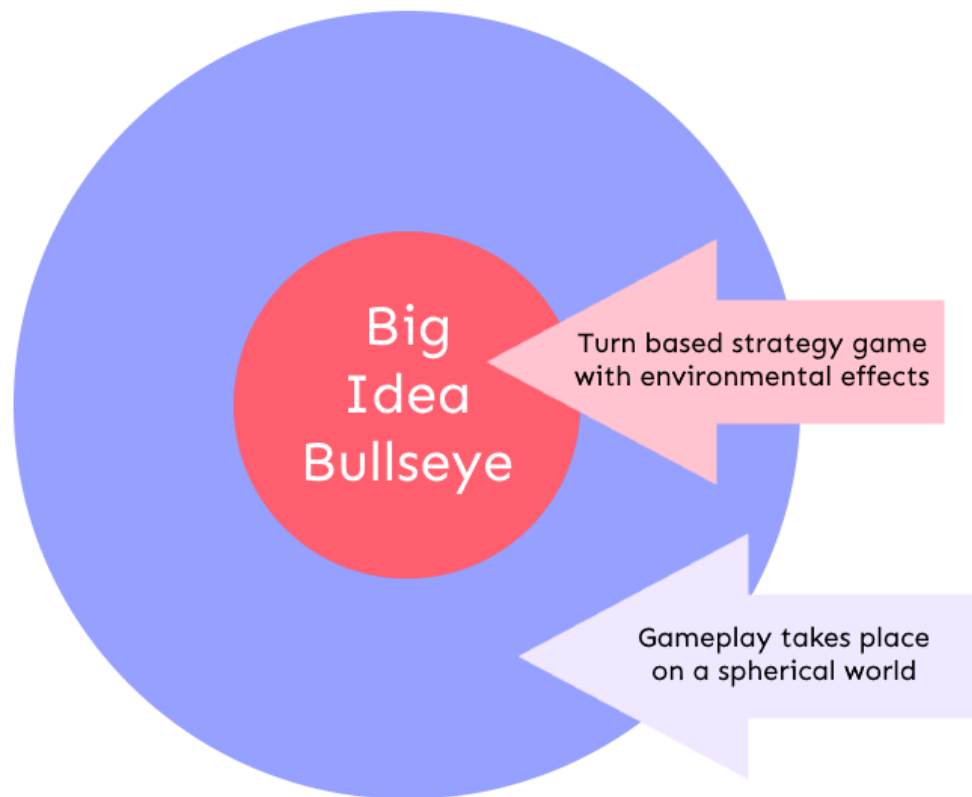 Big
Idea
Bullseye
Turn based strategy game
with environmental effects
Gameplay takes place
on a spherical world